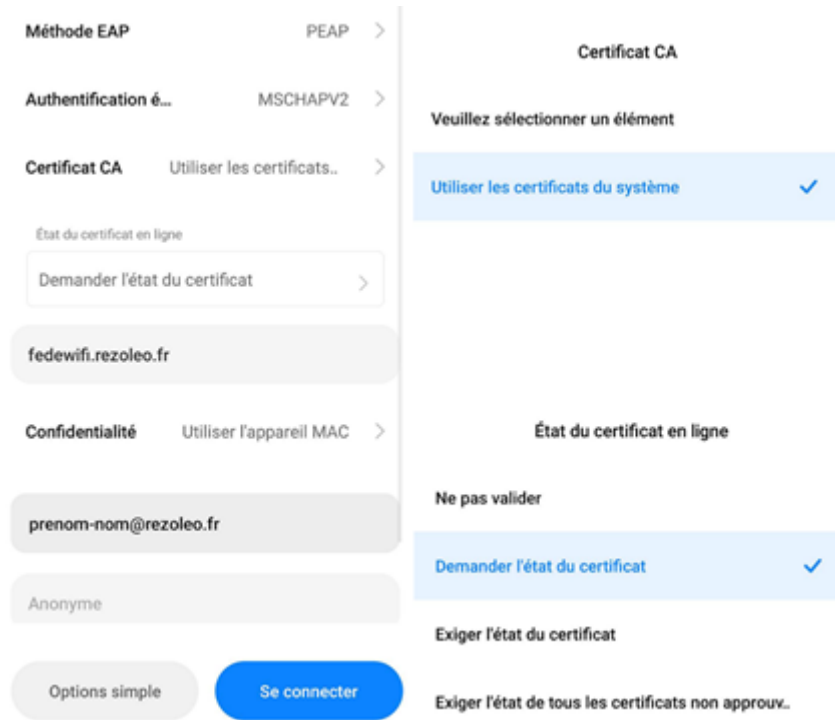 Méthode EAP PEAP
Authentification é... MSCHAPV2
Certificat CA Utiliser les certificats..
État du certificat en ligne
Demander l'état du certificat
fedewifi.rezoleo.fr
Confidentialité Utiliser l'appareil MAC
prenom-nom@rezoleo.fr
Anonyme
Options simple Se connecter
Certificat CA
Veuillez sélectionner un élément
Utiliser les certificats du système
État du certificat en ligne
Ne pas valider
Demander l'état du certificat
Exiger l'état du certificat
Exiger l'état de tous les certificats non approuv..